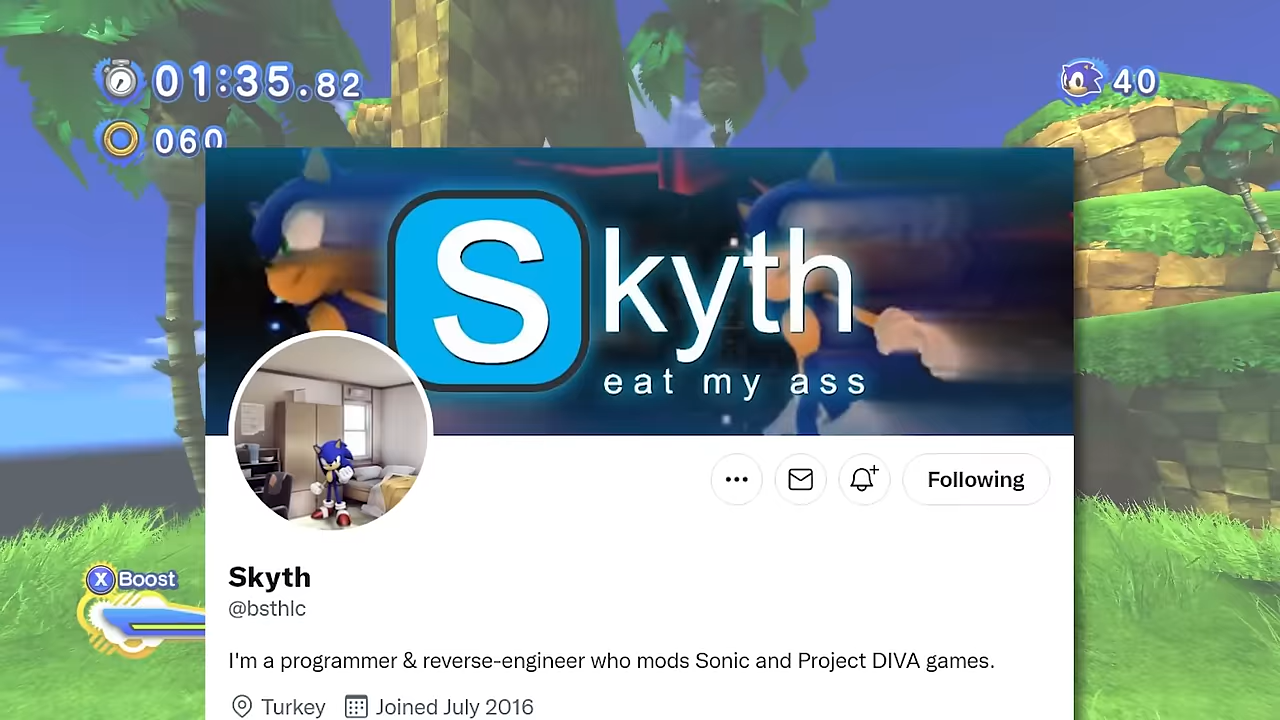 01:35.82
40
060
Skyth
eat my ass
Following
X Boost
Skyth
@bsthlc
I'm a programmer & reverse-engineer who mods Sonic and Project DIVA games.
Turkey Joined July 2016